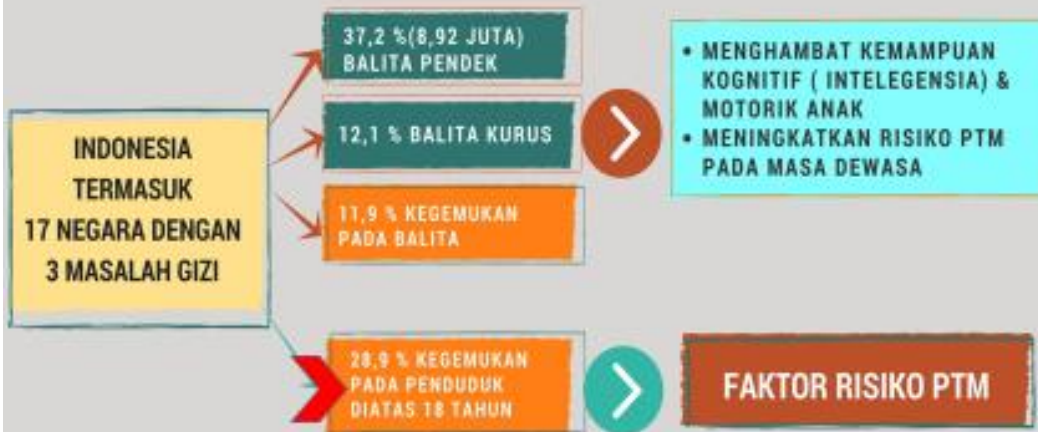 INDONESIA
TERMASUK
17 NEGARA DENGAN
3 MASALAH GIZI
37,2 %(8,92 JUTA)
BALITA PENDEK
12,1 % BALITA KURUS
11,9 % KEGEMUKAN
PADA BALITA
28,9 % KEGEMUKAN
PADA PENDUDUK
DIATAS 18 TAHUN
• MENGHAMBAT KEMAMPUAN
KOGNITIF ( INTELEGENSIA) &
MOTORIK ANAK
• MENINGKATKAN RISIKO PTM
PADA MASA DEWASA
FAKTOR RISIKO PTM